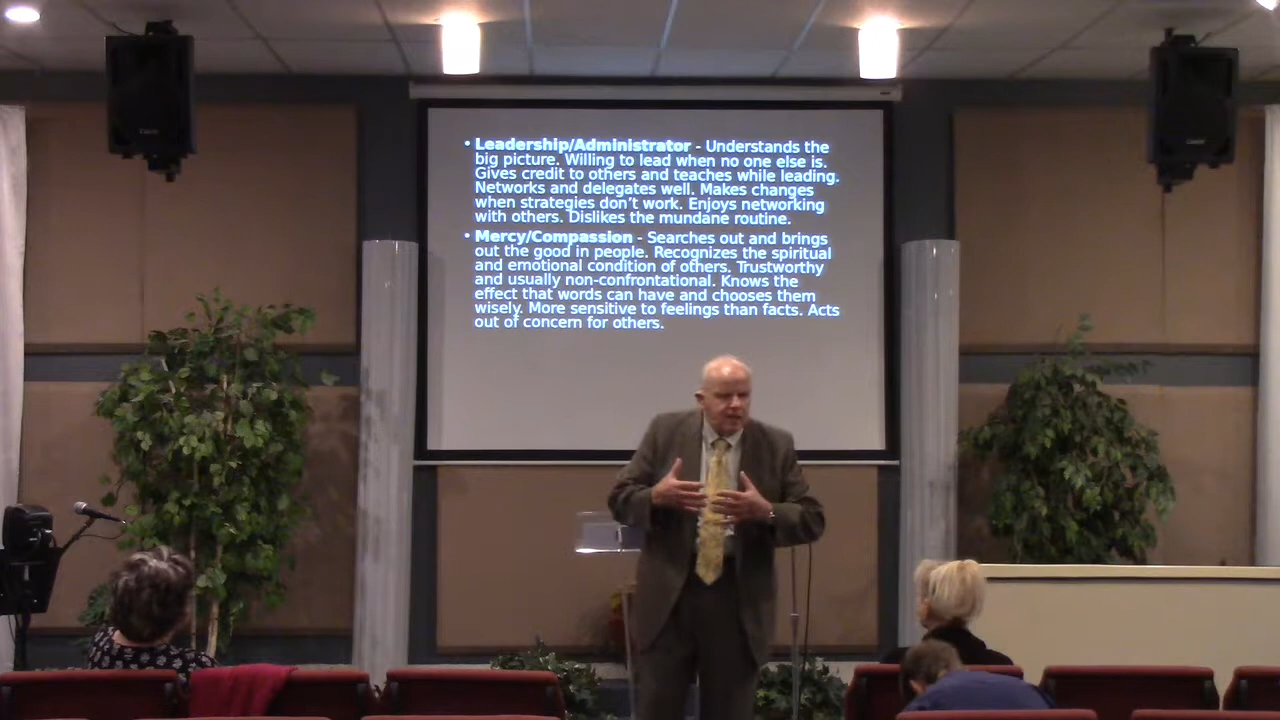 • Leadership/Administrator - Understands the
big picture. Willing to lead when no one else is.
Gives credit to others and teaches while leading.
Networks and delegates well. Makes changes
when strategies don’t work. Enjoys networking
with others. Dislikes the mundane routine.
• Mercy/Compassion - Searches out and brings
out the good in people. Recognizes the spiritual
and emotional condition of others. Trustworthy
and usually non-confrontational. Knows the
effect that words can have and chooses them
wisely. More sensitive to feelings than facts. Acts
out of concern for others.